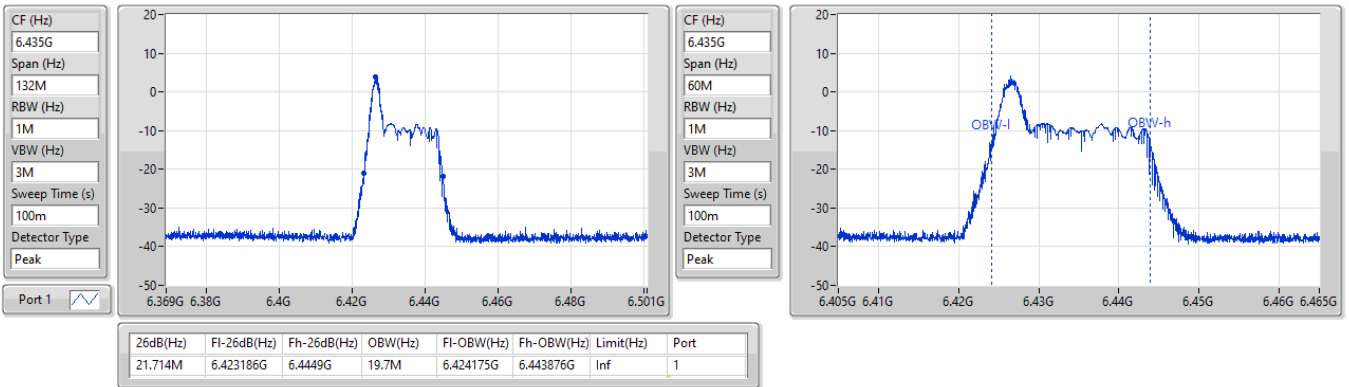 CF (Hz)
6.435G
Span (Hz)
132M
RBW (Hz)
1M
VBW (Hz)
3M
Sweep Time (s)
100m
Detector Type
Peak
Port 1
20
10
0
-10
-20
-30
-40
-50
6.369G 6.38G 6.4G 6.42G 6.44G 6.46G 6.48G 6.501G
CF (Hz)
6.435G
Span (Hz)
60M
RBW (Hz)
1M
VBW (Hz)
3M
Sweep Time (s)
100m
Detector Type
Peak
20
10
0
-10
-20
-30
-40
-50
OBW-l
OBW-h
6.405G 6.41G 6.42G 6.43G 6.44G 6.45G 6.46G 6.465G
26dB(Hz) Fl-26dB(Hz) Fh-26dB(Hz) OBW(Hz) Fl-OBW(Hz) Fh-OBW(Hz) Limit(Hz) Port
21.714M 6.423186G 6.4449G 19.7M 6.424175G 6.443876G Inf 1